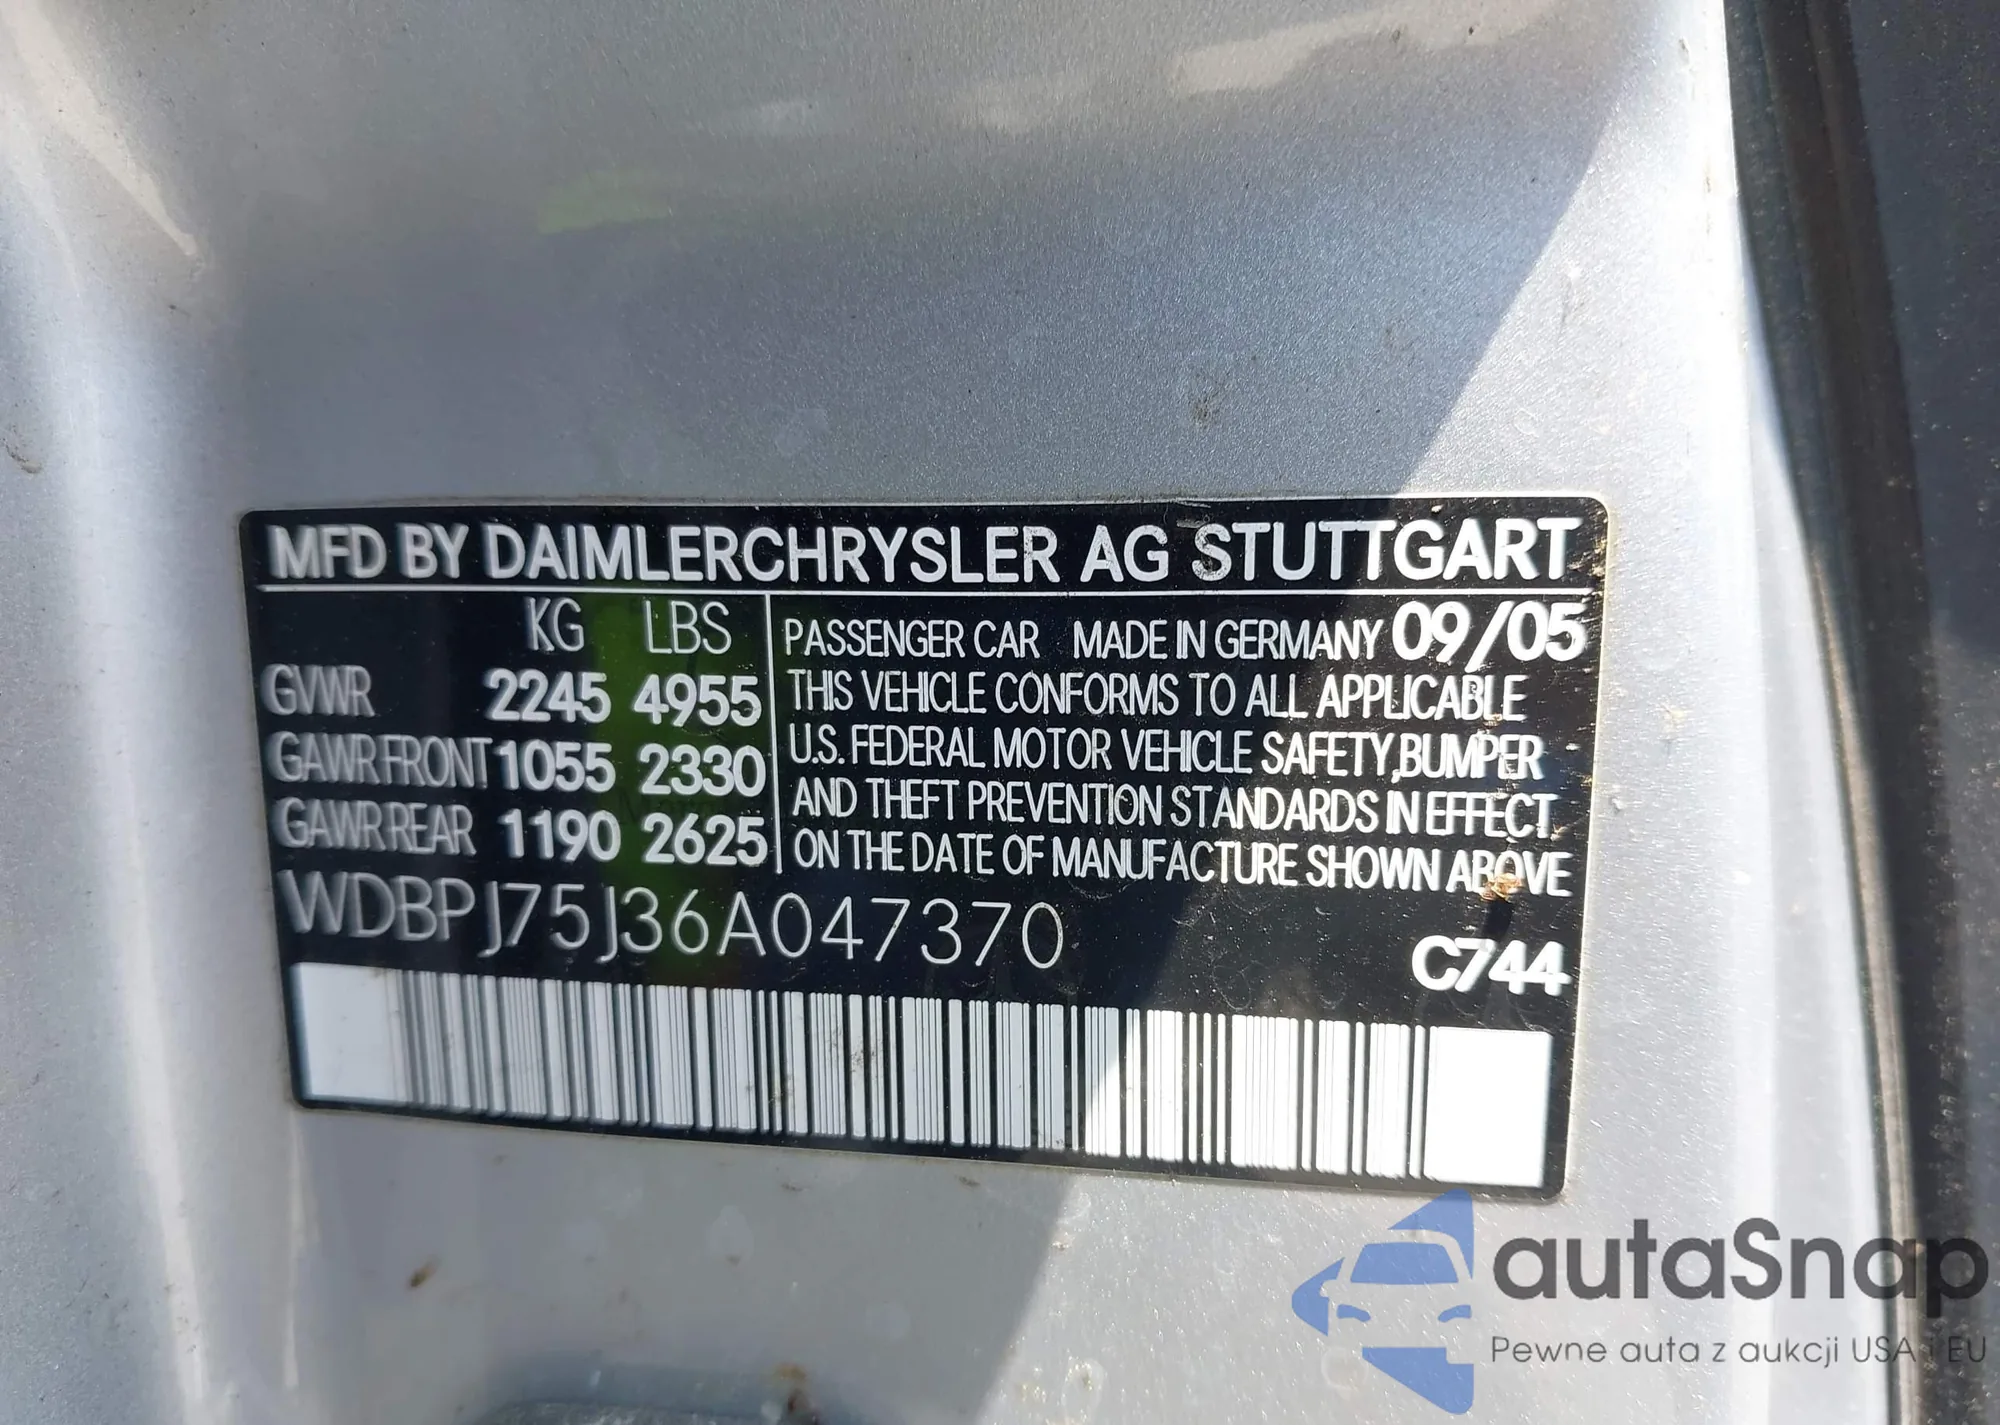 MFD BY DAIMLERCHRYSLER AG STUTTGART
KG LBS
GVWR 2245 4955
GAWR FRONT 1055 2330
GAWR REAR 1190 2625
PASSENGER CAR MADE IN GERMANY 09/05
THIS VEHICLE CONFORMS TO ALL APPLICABLE
U.S. FEDERAL MOTOR VEHICLE SAFETY, BUMPER
AND THEFT PREVENTION STANDARDS IN EFFECT
ON THE DATE OF MANUFACTURE SHOWN ABOVE
WDBPJ75J36A047370
C744
autaSnap
Pewne auta z aukcji USA i EU